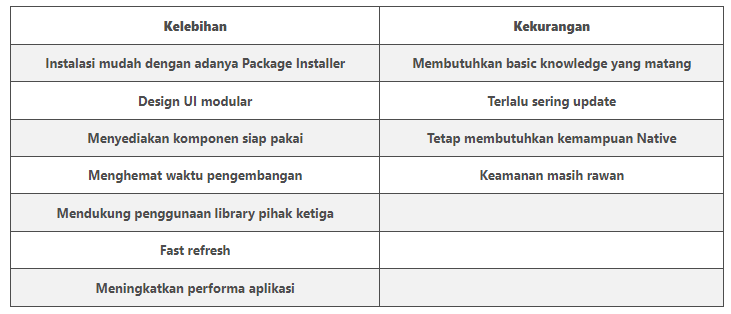 Kelebihan Kekurangan
Instalasi mudah dengan adanya Package Installer Membutuhkan basic knowledge yang matang
Design UI modular Terlalu sering update
Menyediakan komponen siap pakai Tetap membutuhkan kemampuan Native
Menghemat waktu pengembangan Keamanan masih rawan
Mendukung penggunaan library pihak ketiga
Fast refresh
Meningkatkan performa aplikasi